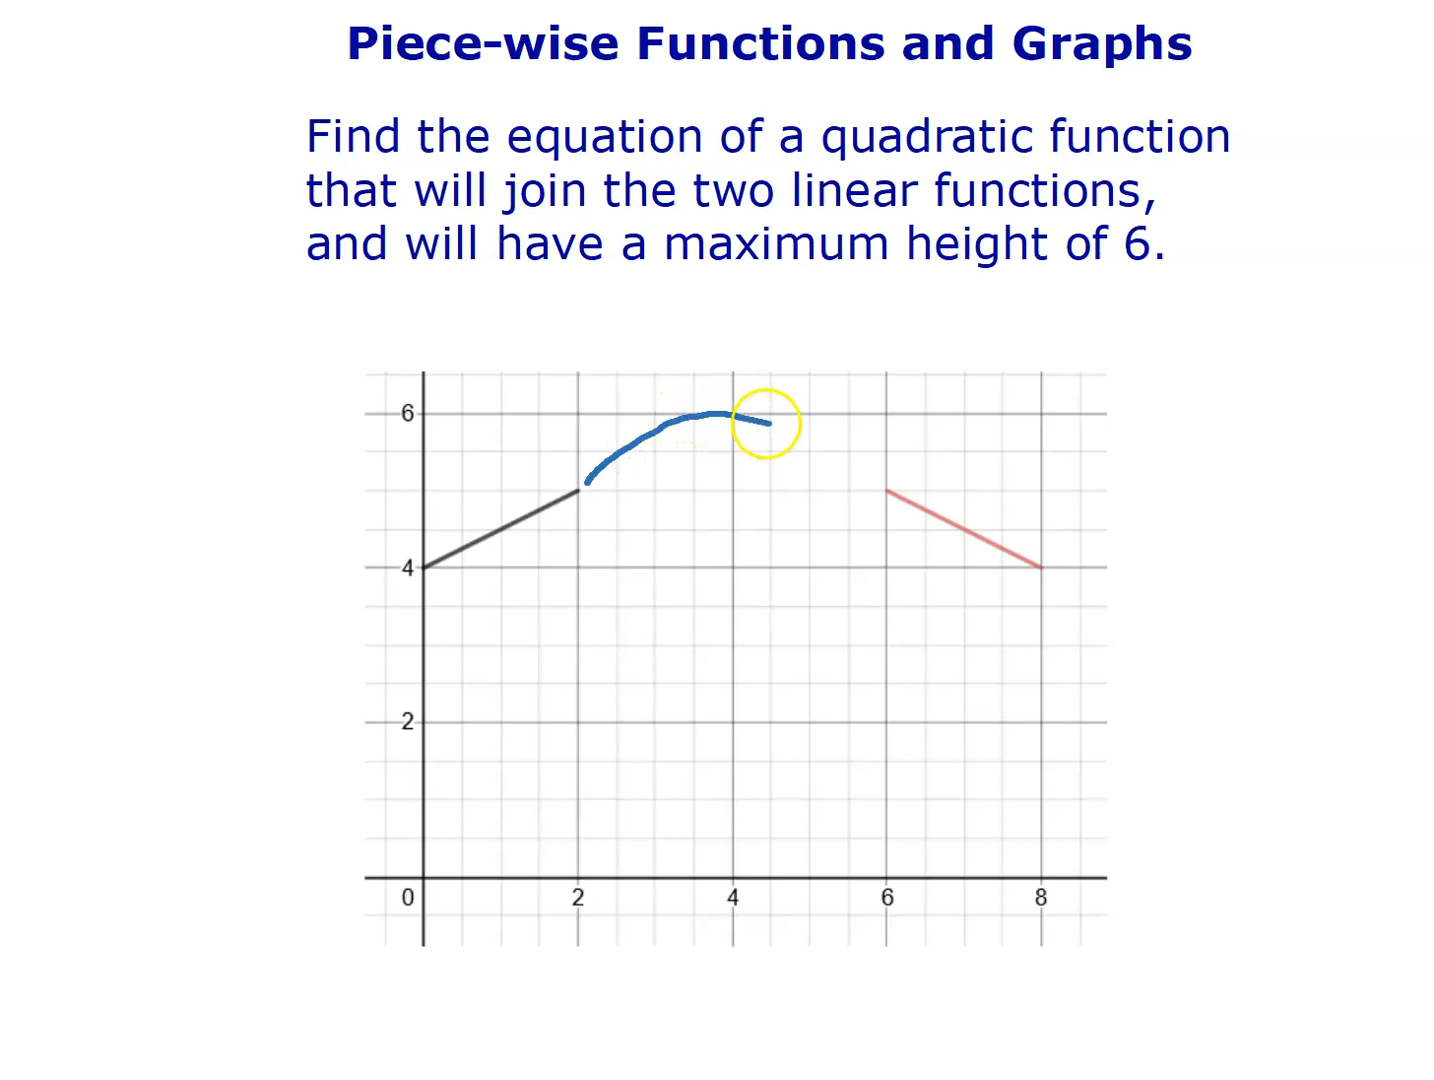 Piece-wise Functions and Graphs
Find the equation of a quadratic function
that will join the two linear functions,
and will have a maximum height of 6.
6
4
2
0 2 4 6 8